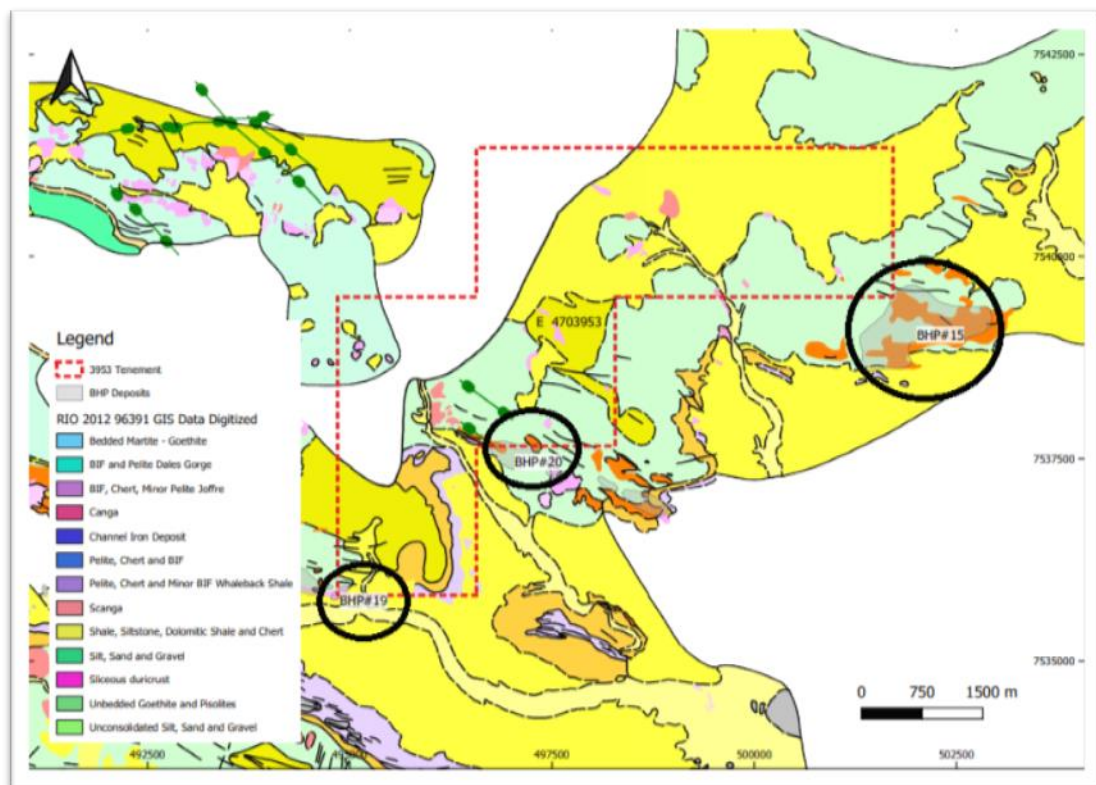 7542500
7540000
E 4703953
BHP#15
Legend
3953 Tenement
BHP Deposits
RIO 2012 96391 GIS Data Digitized
Bedded Martite - Goethite
BIF and Pelite Dales Gorge
BIF, Chert, Minor Pelite Joffre
Canga
Channel Iron Deposit
Pelite, Chert and BIF
Pelite, Chert and Minor BIF Whaleback Shale
Scanga
Shale, Siltstone, Dolomitic Shale and Chert
Silt, Sand and Gravel
Sliceous duricrust
Unbedded Goethite and Pisolites
Unconsolidated Silt, Sand and Gravel
BHP#20
7537500
BHP#19
7535000
0 750 1500 m
492500 497500 500000 502500